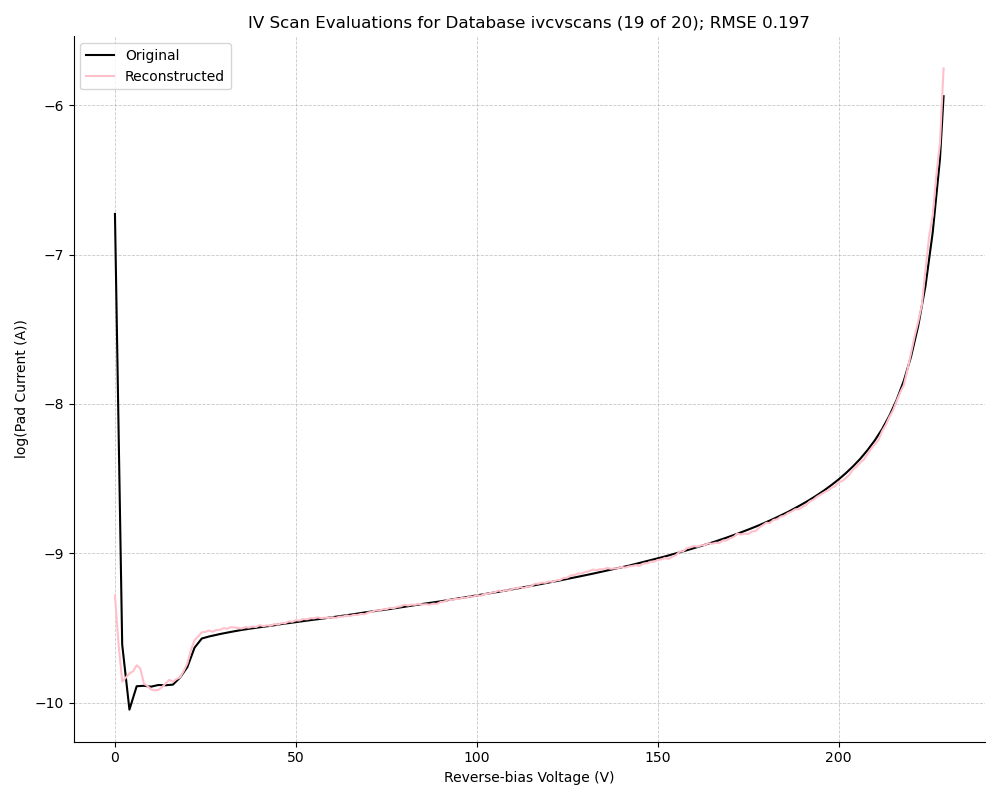 IV Scan Evaluations for Database ivcvscans (19 of 20); RMSE 0.197
Original
Reconstructed
−6
−7
−8
−9
−10
log(Pad Current (A))
0
50
100
150
200
Reverse-bias Voltage (V)